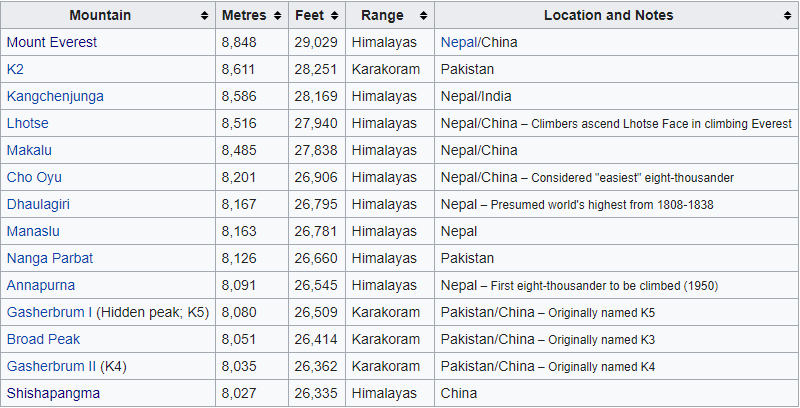 Mountain Metres Feet Range Location and Notes
Mount Everest 8,848 29,029 Himalayas Nepal/China
K2 8,611 28,251 Karakoram Pakistan
Kangchenjunga 8,586 28,169 Himalayas Nepal/India
Lhotse 8,516 27,940 Himalayas Nepal/China – Climbers ascend Lhotse Face in climbing Everest
Makalu 8,485 27,838 Himalayas Nepal/China
Cho Oyu 8,201 26,906 Himalayas Nepal/China – Considered "easiest" eight-thousander
Dhaulagiri 8,167 26,795 Himalayas Nepal – Presumed world's highest from 1808-1838
Manaslu 8,163 26,781 Himalayas Nepal
Nanga Parbat 8,126 26,660 Himalayas Pakistan
Annapurna 8,091 26,545 Himalayas Nepal – First eight-thousander to be climbed (1950)
Gasherbrum I (Hidden peak; K5) 8,080 26,509 Karakoram Pakistan/China – Originally named K5
Broad Peak 8,051 26,414 Karakoram Pakistan/China – Originally named K3
Gasherbrum II (K4) 8,035 26,362 Karakoram Pakistan/China – Originally named K4
Shishapangma 8,027 26,335 Himalayas China